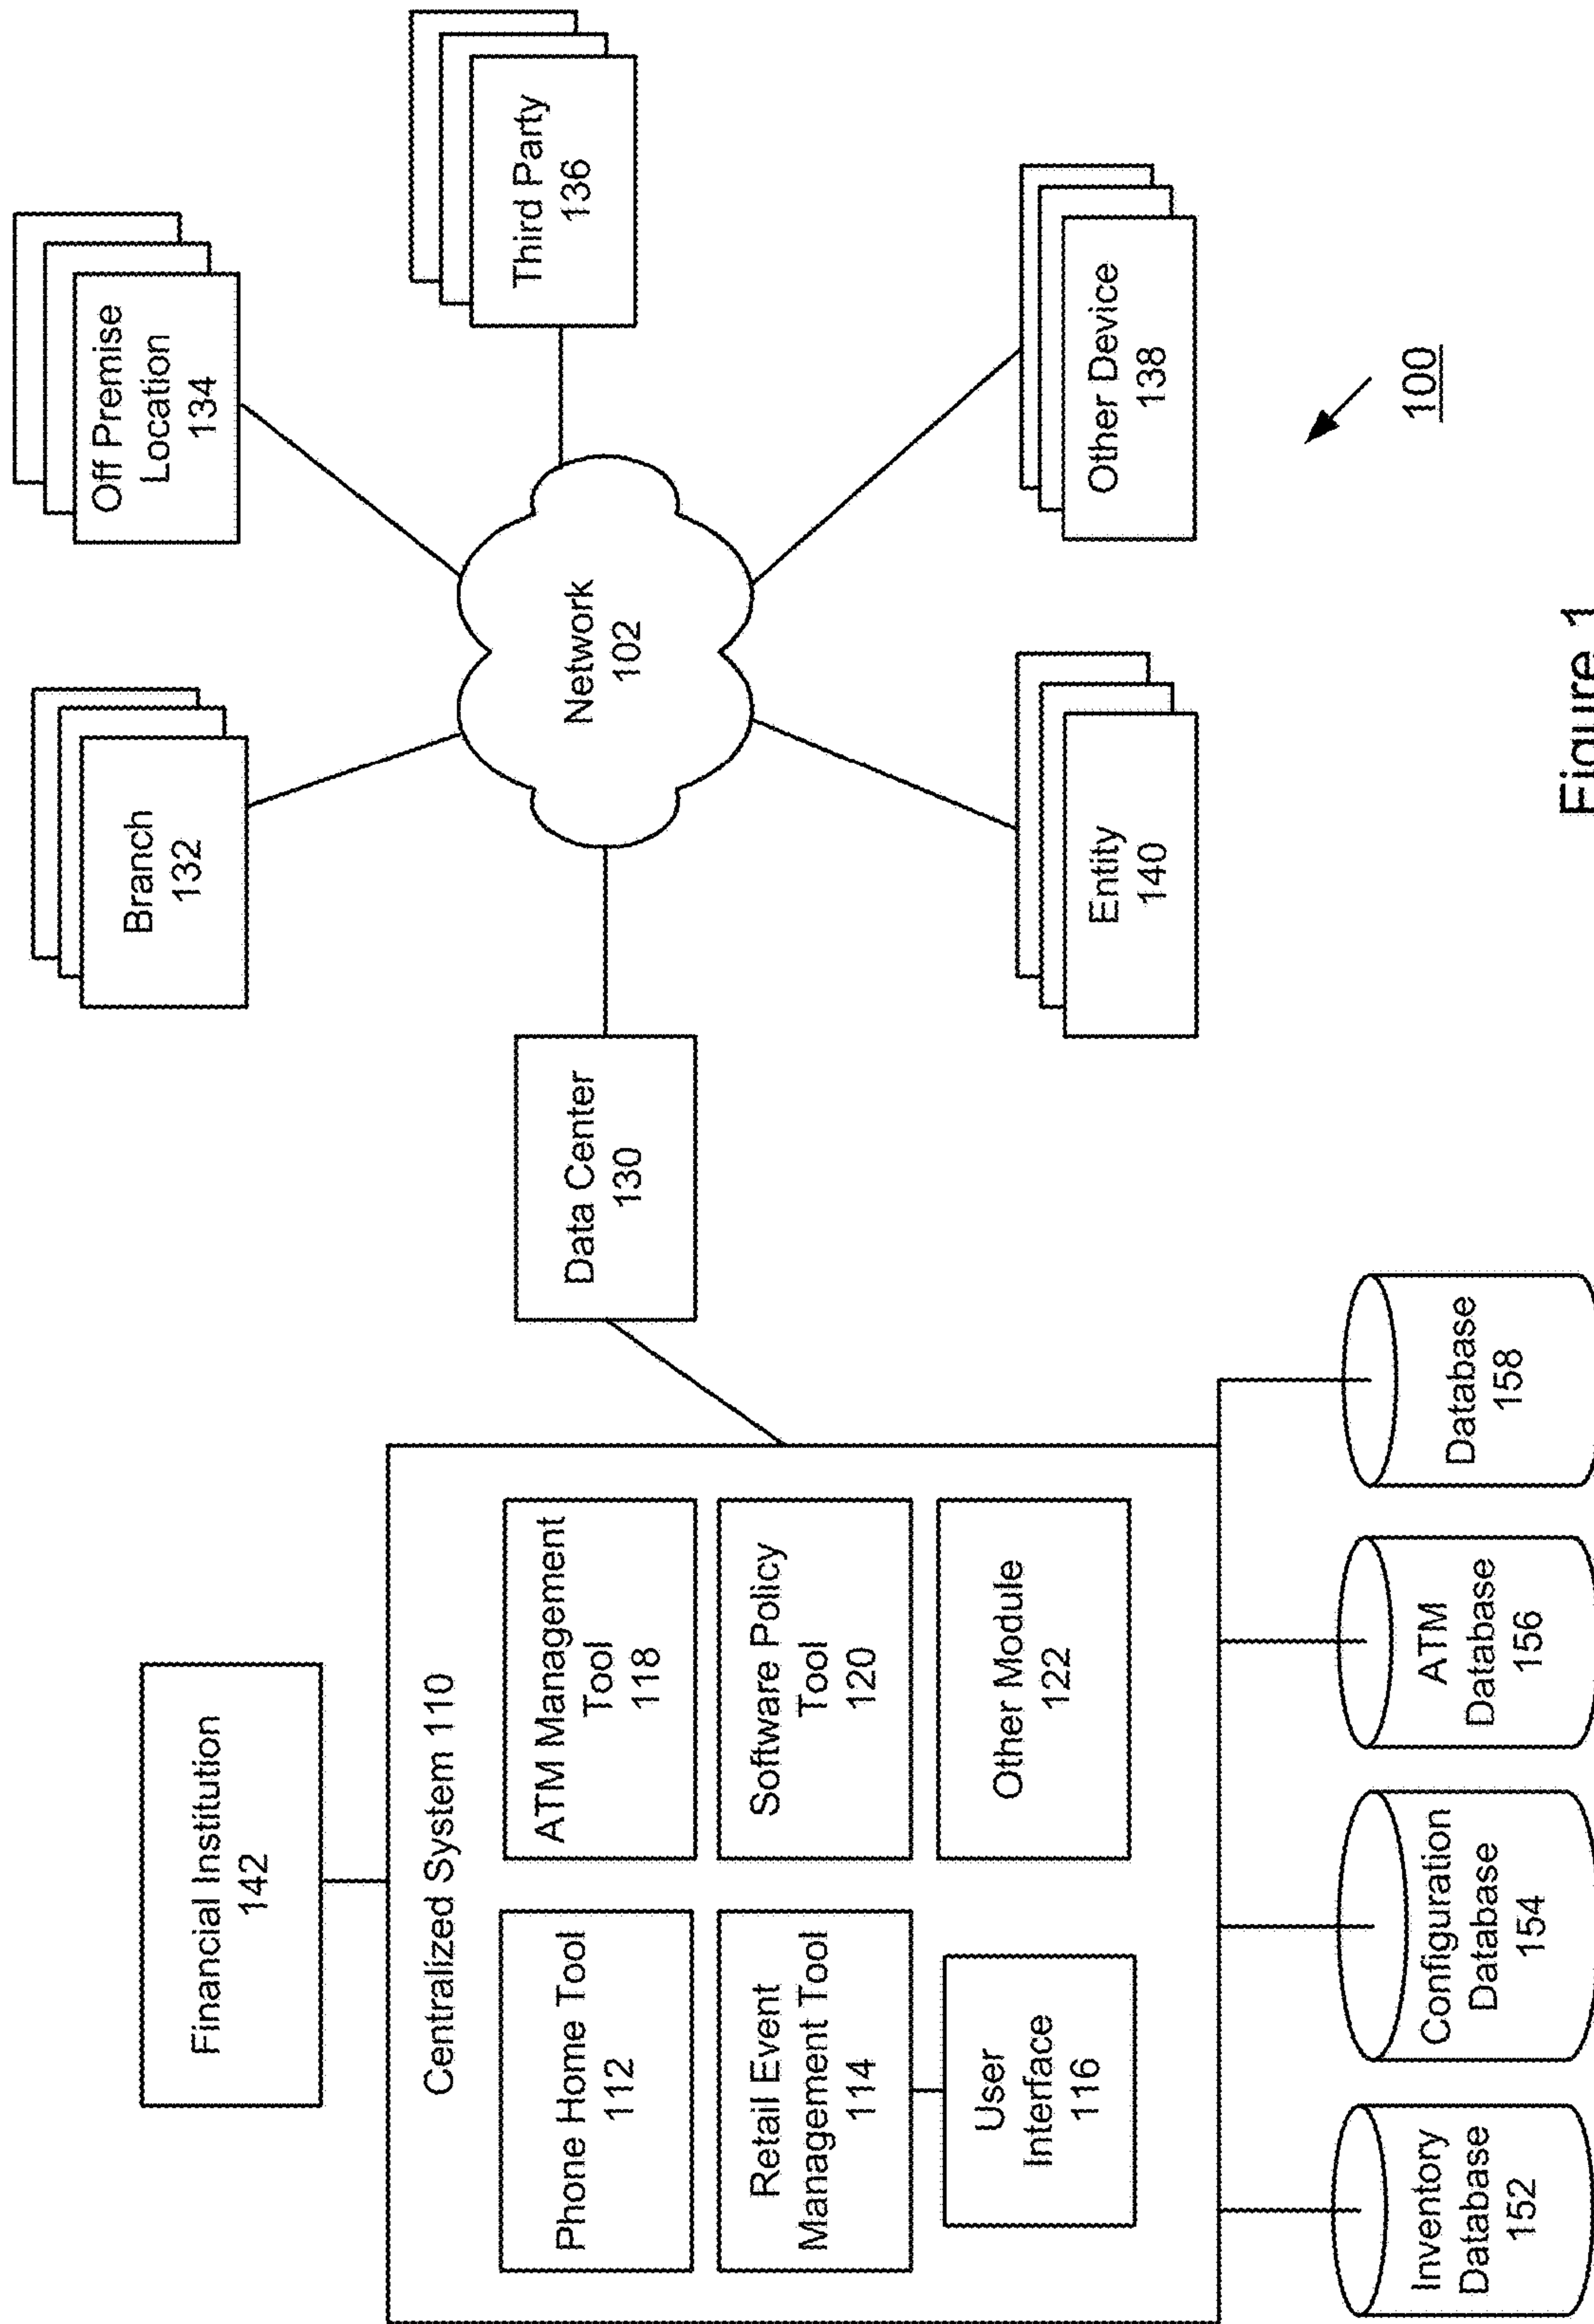 Financial Institution
142
Centralized System 110
Phone Home Tool
112
ATM Management
Tool
118
Retail Event
Management Tool
114
Software Policy
Tool
120
User
Interface
116
Other Module
122
Inventory
Database
152
Configuration
Database
154
ATM
Database
156
Database
158
Data Center
130
Network
102
Branch
132
Off Premise
Location
134
Third Party
136
Other Device
138
Entity
140
100
Figure 1